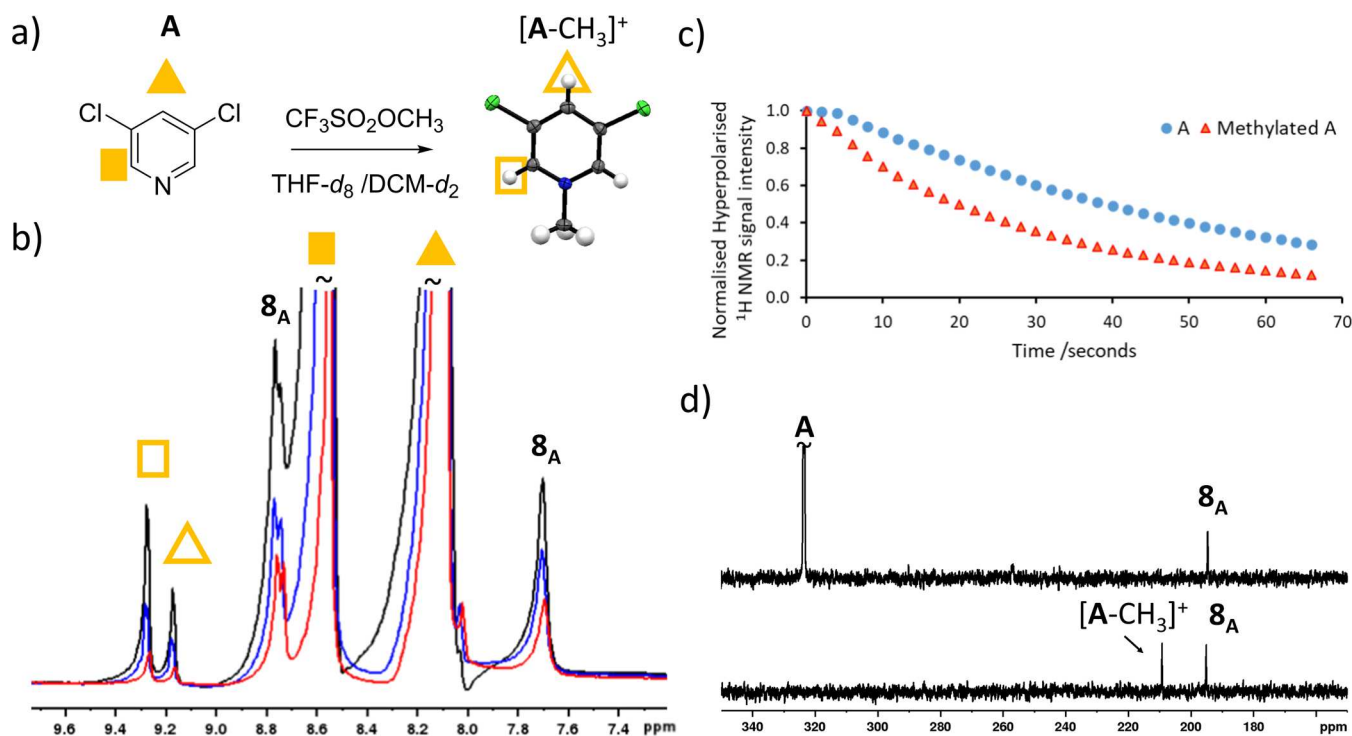 a)
A
Cl
Cl
N
CF₃SO₂OCH₃
THF-d₈ /DCM-d₂
[A-CH₃]⁺
b)
8A
8A
9.6 9.4 9.2 9.0 8.8 8.6 8.4 8.2 8.0 7.8 7.6 7.4 ppm
c)
Normalised Hyperpolarised
¹H NMR signal intensity
1.0
0.8
0.6
0.4
0.2
0.0
A Methylated A
0 10 20 30 40 50 60 70
Time /seconds
d)
A
~
8A
[A-CH₃]⁺ 8A
340 320 300 280 260 240 220 200 180 ppm